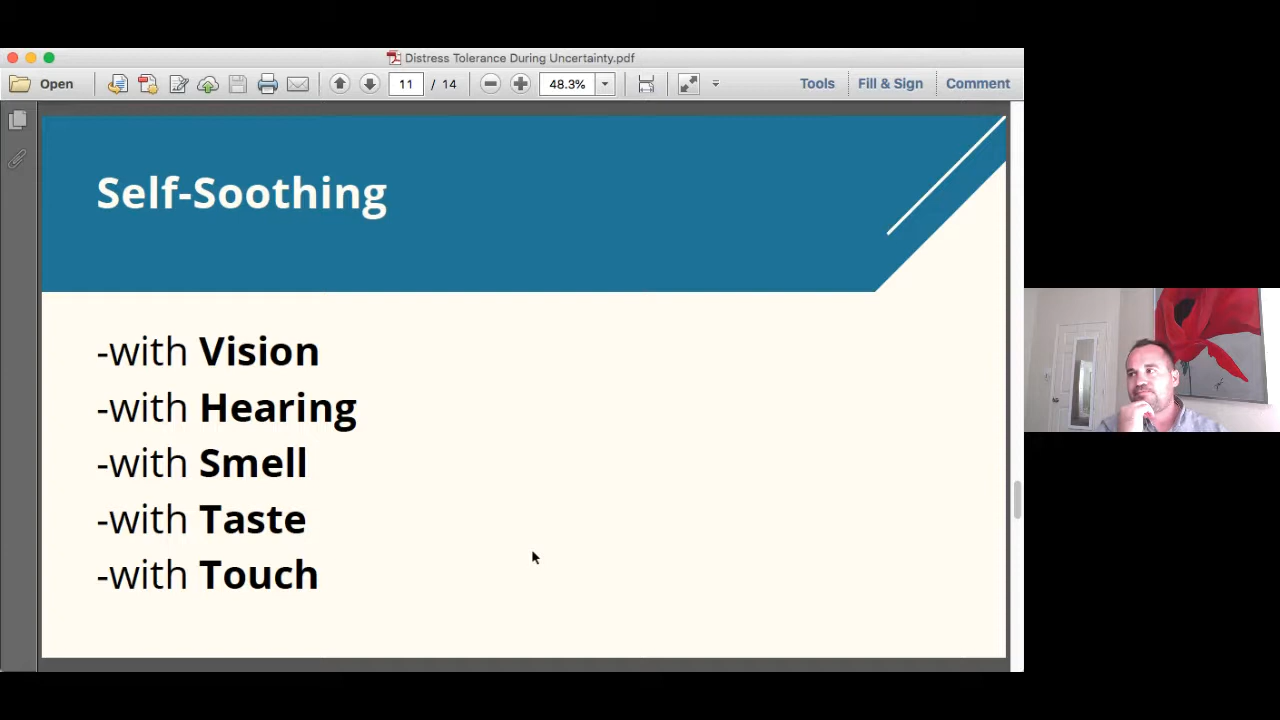 Distress Tolerance During Uncertainty.pdf
Open 11 / 14 48.3% Tools Fill & Sign Comment
Self-Soothing
-with Vision
-with Hearing
-with Smell
-with Taste
-with Touch